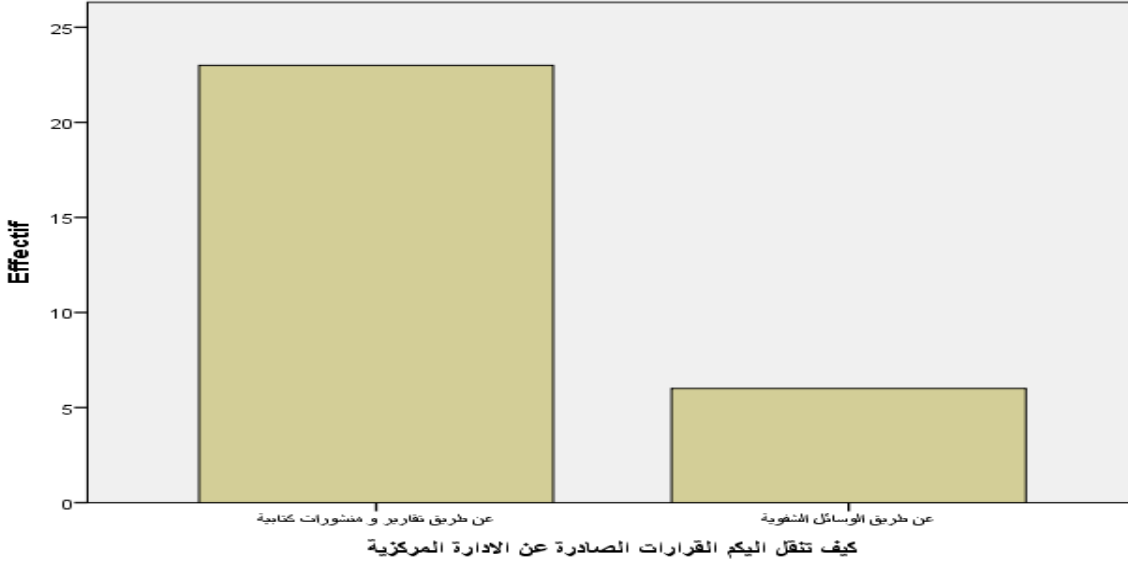 25
20
15
10
5
0
Effectif
عن طريق تقارير و منشورات كتابية
عن طريق الوسائل الشفوية
كيف تنقل اليكم القرارات الصادرة عن الادارة المركزية